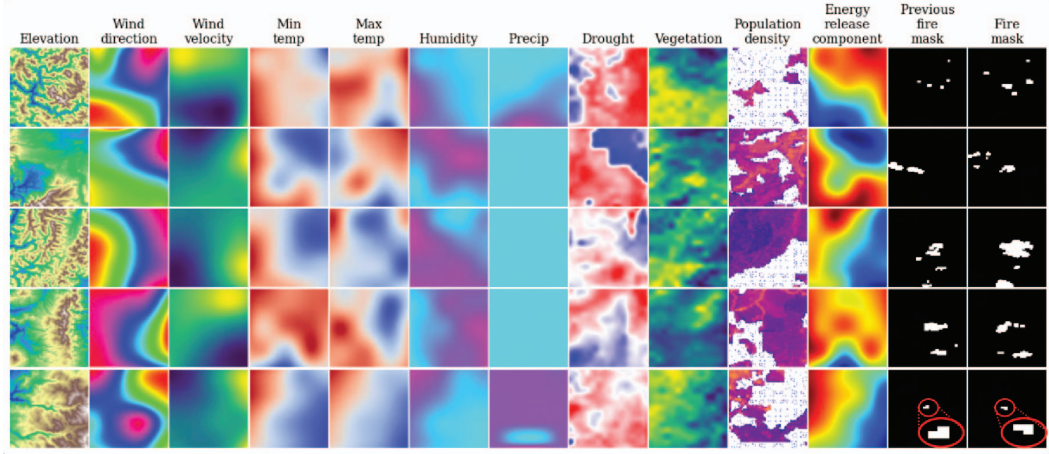 Elevation
Wind
direction
Wind
velocity
Min
temp
Max
temp
Humidity
Precip
Drought
Vegetation
Population
density
Energy
release
component
Previous
fire
mask
Fire
mask